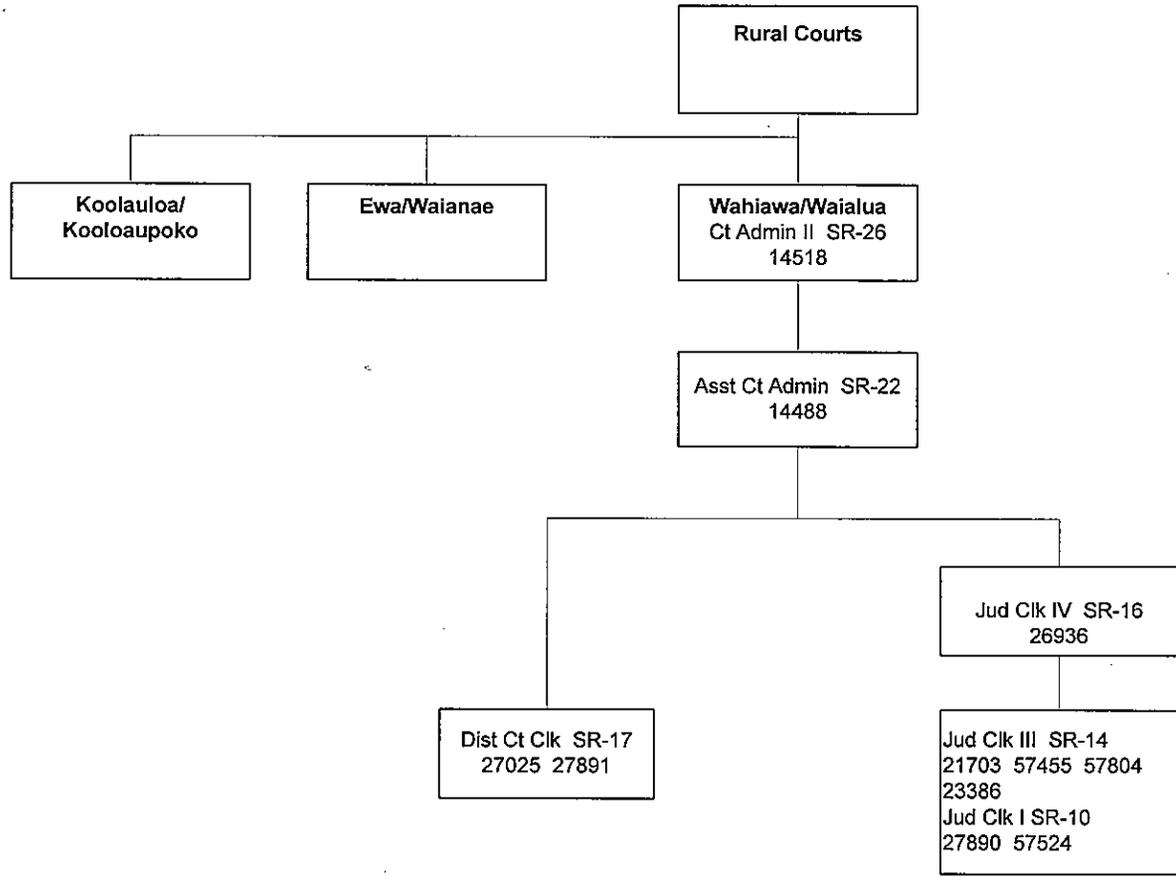 Rural Courts
Koolauloa/
Kooloaupoko
Ewa/Waianae
Wahiawa/Waialua
Ct Admin II SR-26
14518
Asst Ct Admin SR-22
14488
Jud Clk IV SR-16
26936
Dist Ct Clk SR-17
27025 27891
Jud Clk III SR-14
21703 57455 57804
23386
Jud Clk I SR-10
27890 57524